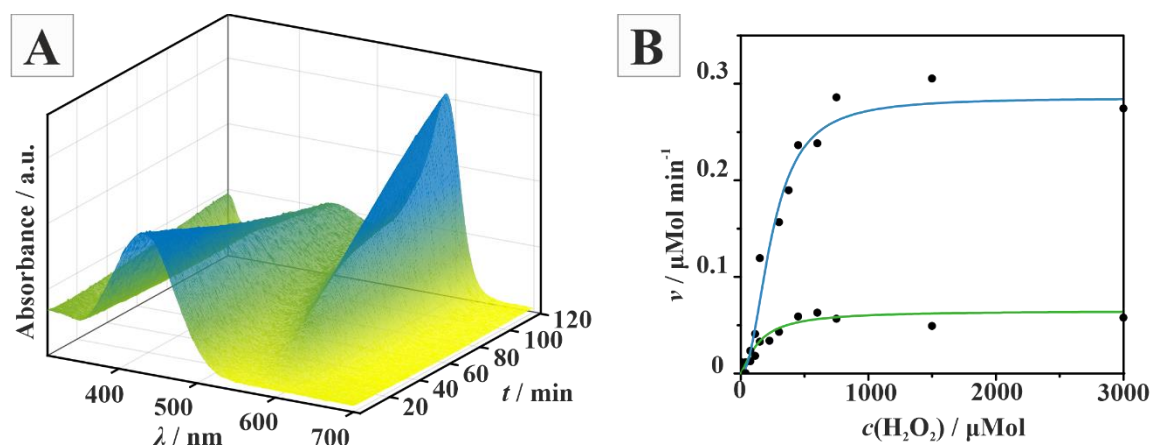 A
Absorbance / a.u.
400
500
600
700
λ / nm
20
40
60
80
100
120
t / min
B
0.3
0.2
0.1
0
v / µMol min⁻¹
0
1000
2000
3000
c(H₂O₂) / µMol